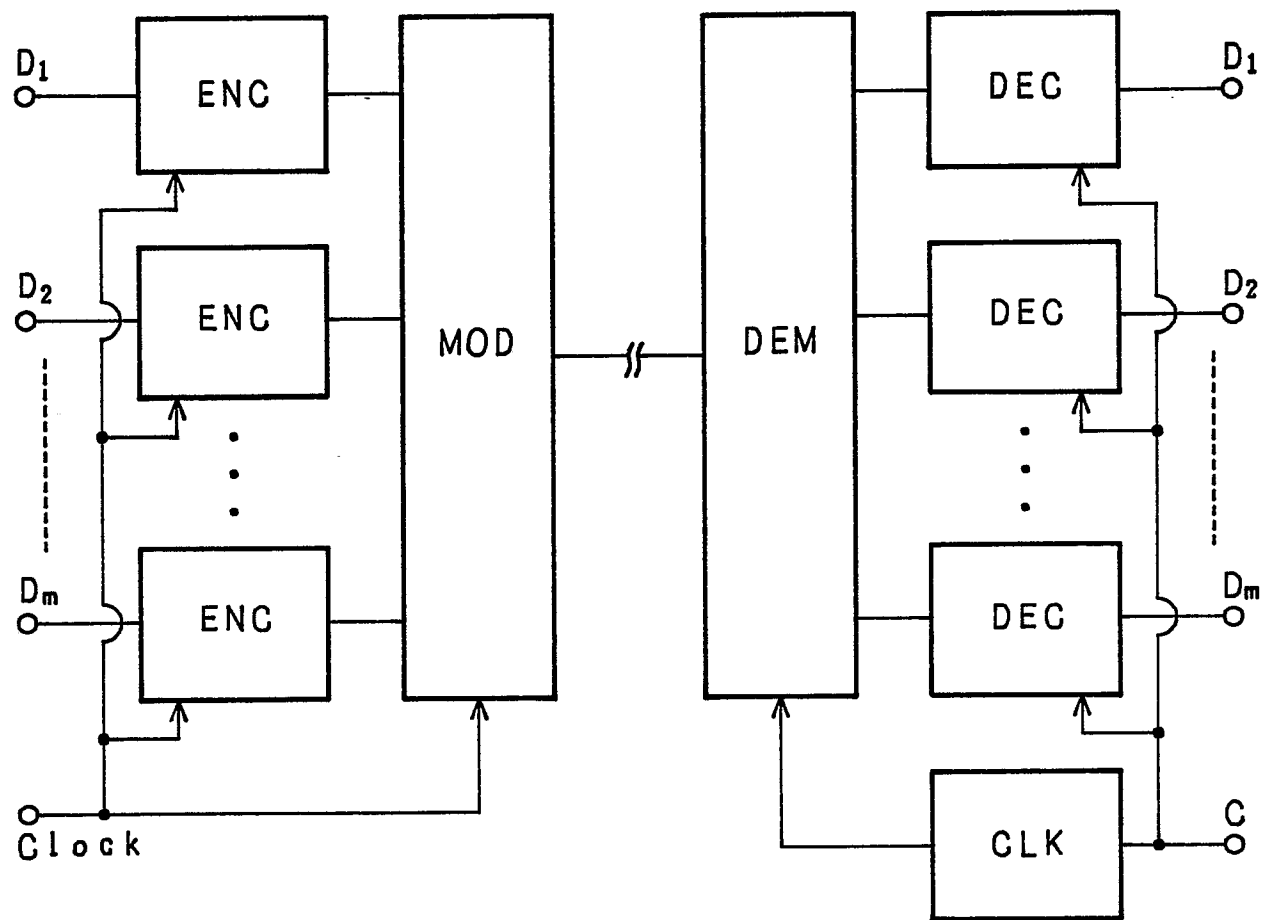 D1 ENC DEC D1
D2 ENC DEC D2
MOD DEM
Dm ENC DEC Dm
Clock CLK C